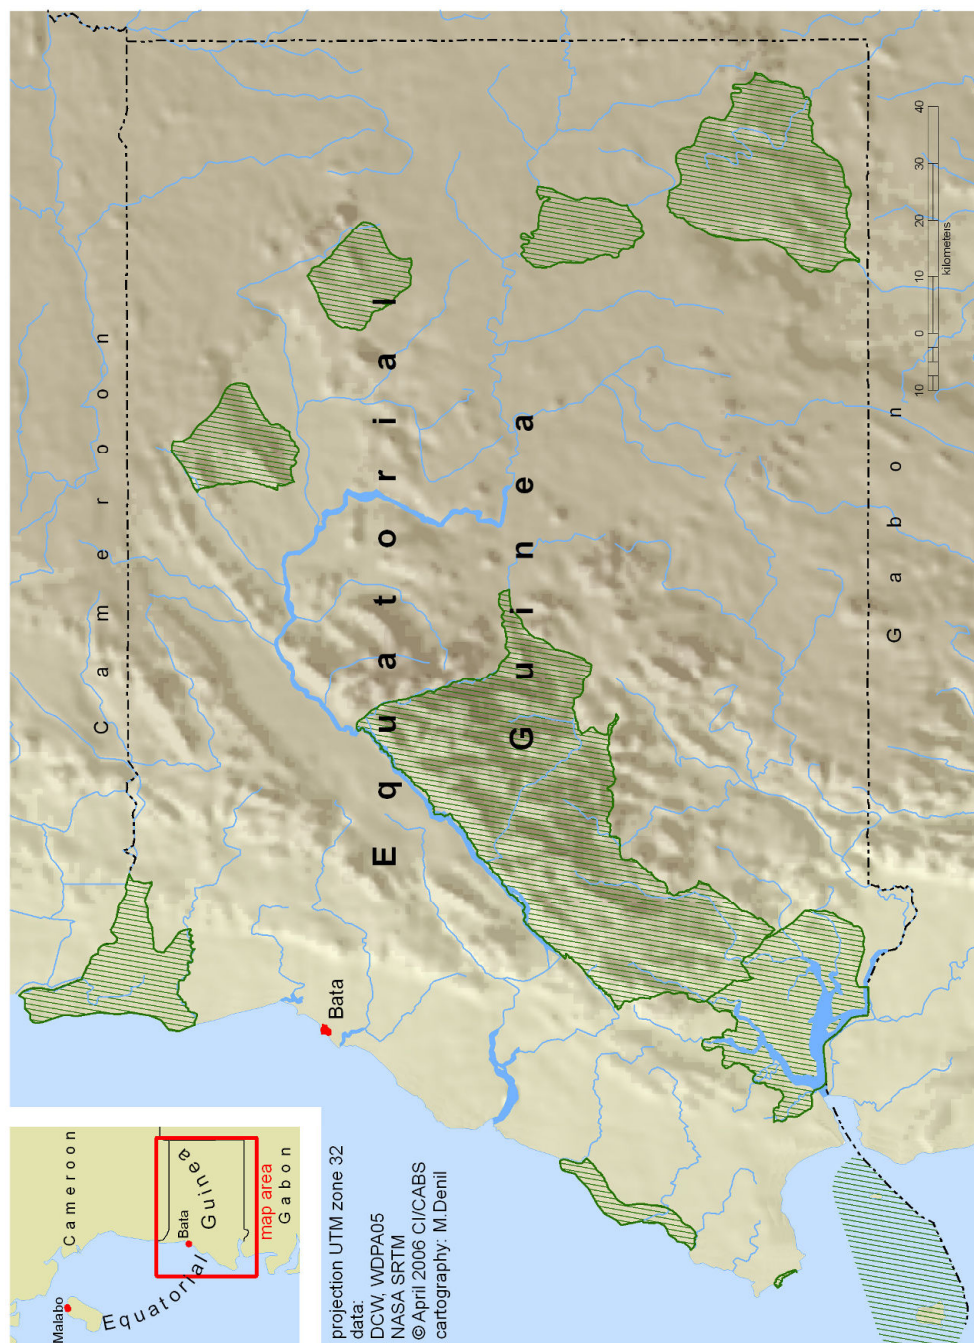 Cameroon
Equatorial
Guinea
Gabon
Bata
10 0 10 20 30 40
kilometers
Cameroon
Malabo
Bata
Equatorial Guinea
map area
Gabon
projection UTM zone 32
data:
DCW, WDPA05
NASA SRTM
©April 2006 CI/CABS
cartography: M.Denil